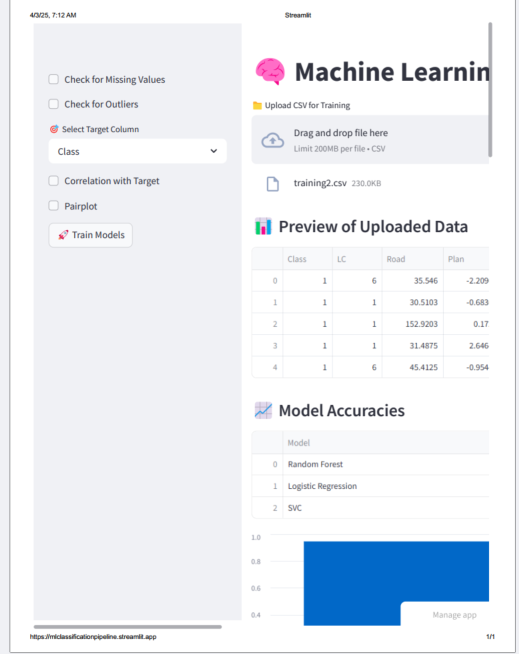 4/3/25, 7:12 AM
Streamlit
Check for Missing Values
Check for Outliers
🎯 Select Target Column
Class
Correlation with Target
Pairplot
🚀 Train Models
🧠 Machine Learnin
📁 Upload CSV for Training
Drag and drop file here
Limit 200MB per file • CSV
training2.csv 230.0KB
📊 Preview of Uploaded Data
Class LC Road Plan
0 1 6 35.546 -2.209
1 1 1 30.5103 -0.683
2 1 1 152.9203 0.17
3 1 1 31.4875 2.646
4 1 6 45.4125 -0.954
📈 Model Accuracies
Model
0 Random Forest
1 Logistic Regression
2 SVC
1.0
0.8
0.6
0.4
Manage app
https://mlclassificationpipeline.streamlit.app
1/1